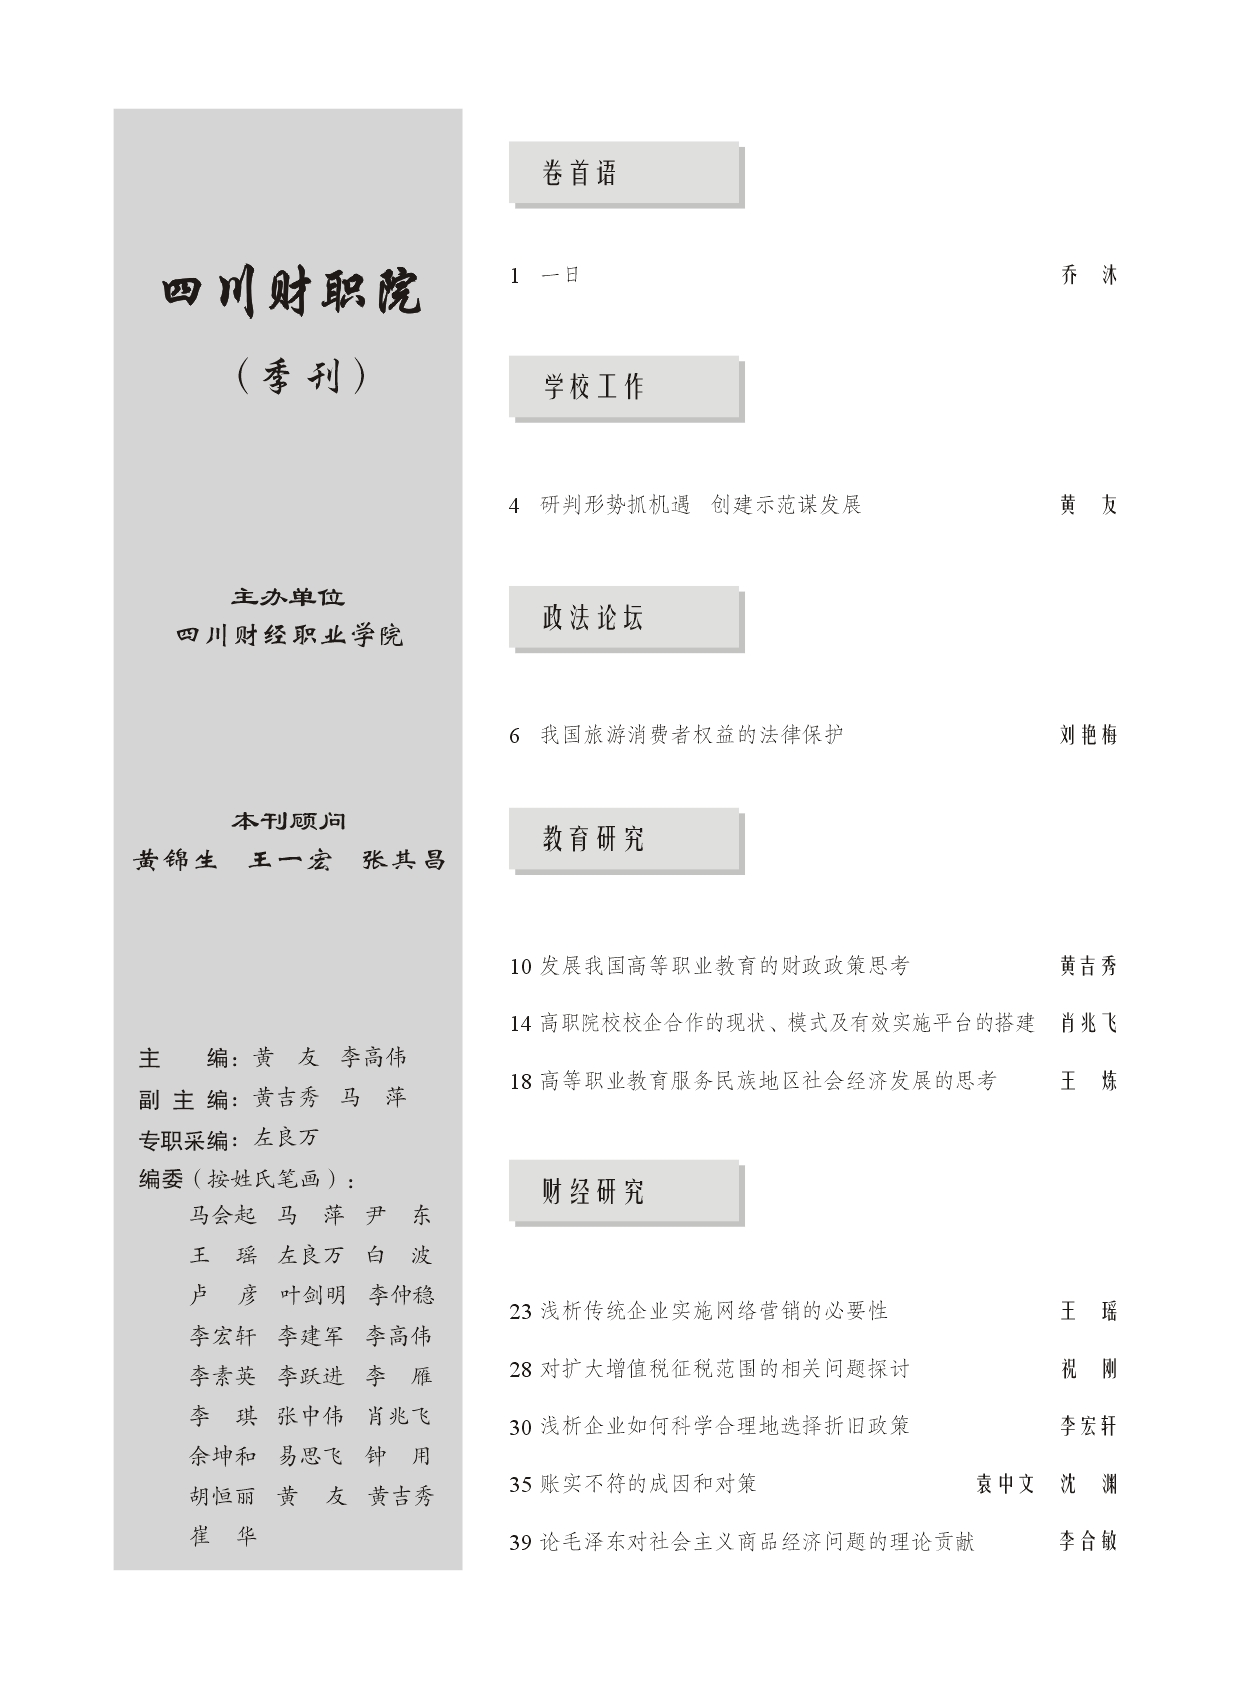 四川财职院
（季刊）
主办单位
四川财经职业学院
本刊顾问
黄锦生 王一宏 张其昌
主 编：黄 友 李高伟
副主编：黄吉秀 马 萍
专职采编：左良万
编委（按姓氏笔画）：
马会起 马 萍 尹 东
王 瑶 左良万 白 波
卢 彦 叶剑明 李仲稳
李宏轩 李建军 李高伟
李素英 李跃进 李 雁
李 琪 张中伟 肖兆飞
余坤和 易思飞 钟 用
胡恒丽 黄 友 黄吉秀
崔 华
卷首语
1 一日 乔 沐
学校工作
4 研判形势抓机遇 创建示范谋发展 黄 友
政法论坛
6 我国旅游消费者权益的法律保护 刘艳梅
教育研究
10 发展我国高等职业教育的财政政策思考 黄吉秀
14 高职院校校企合作的现状、模式及有效实施平台的搭建 肖兆飞
18 高等职业教育服务民族地区社会经济发展的思考 王 炼
财经研究
23 浅析传统企业实施网络营销的必要性 王 瑶
28 对扩大增值税征税范围的相关问题探讨 祝 刚
30 浅析企业如何科学合理地选择折旧政策 李宏轩
35 账实不符的成因和对策 袁中文 沈 渊
39 论毛泽东对社会主义商品经济问题的理论贡献 李合敏